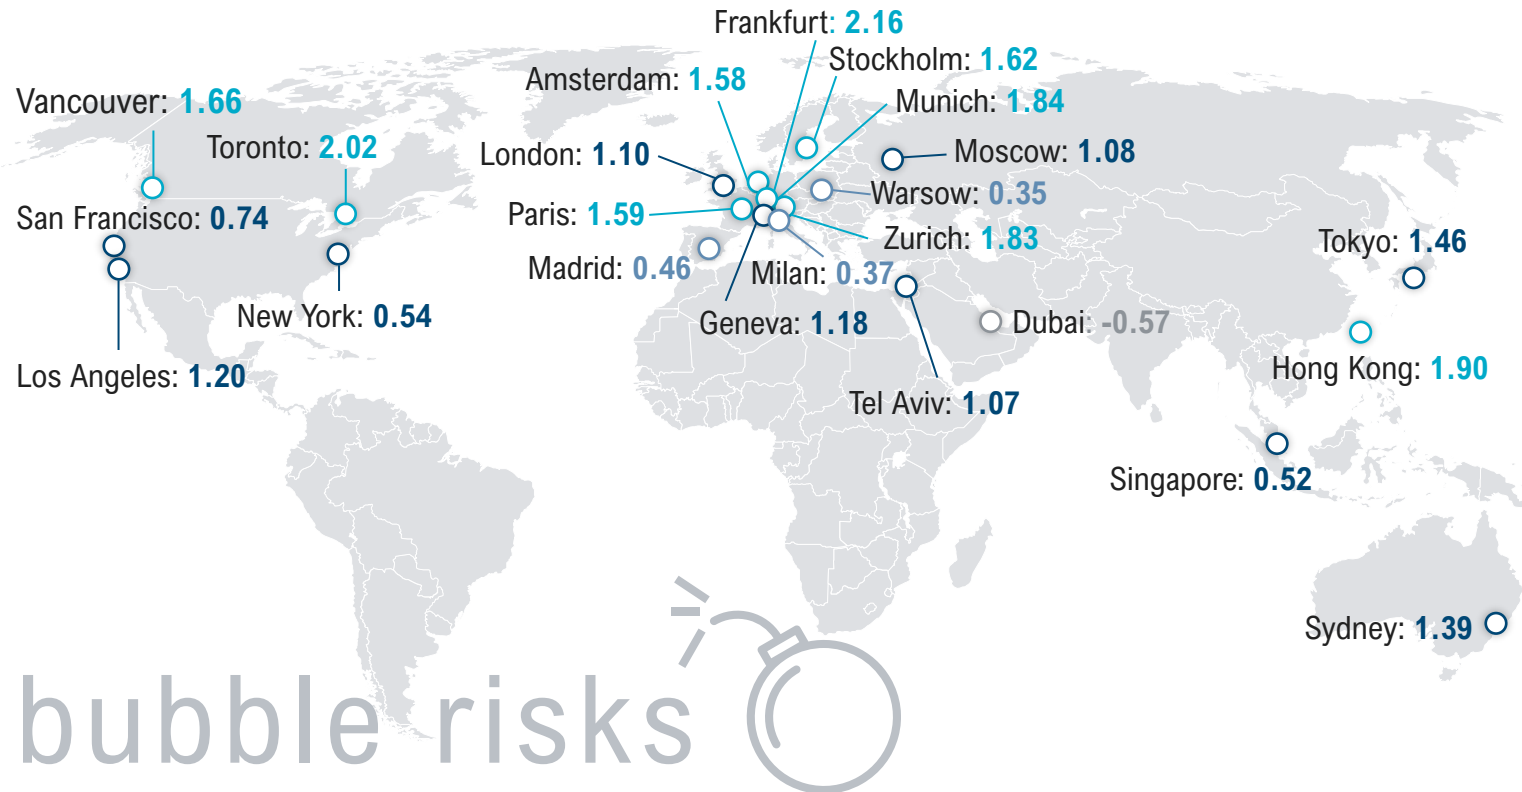 Frankfurt: 2.16
Stockholm: 1.62
Amsterdam: 1.58
Munich: 1.84
Vancouver: 1.66
Toronto: 2.02
London: 1.10
Moscow: 1.08
Warsow: 0.35
San Francisco: 0.74
Paris: 1.59
Zurich: 1.83
Tokyo: 1.46
Madrid: 0.46
Milan: 0.37
New York: 0.54
Geneva: 1.18
Dubai: -0.57
Los Angeles: 1.20
Hong Kong: 1.90
Tel Aviv: 1.07
Singapore: 0.52
Sydney: 1.39
bubble risks